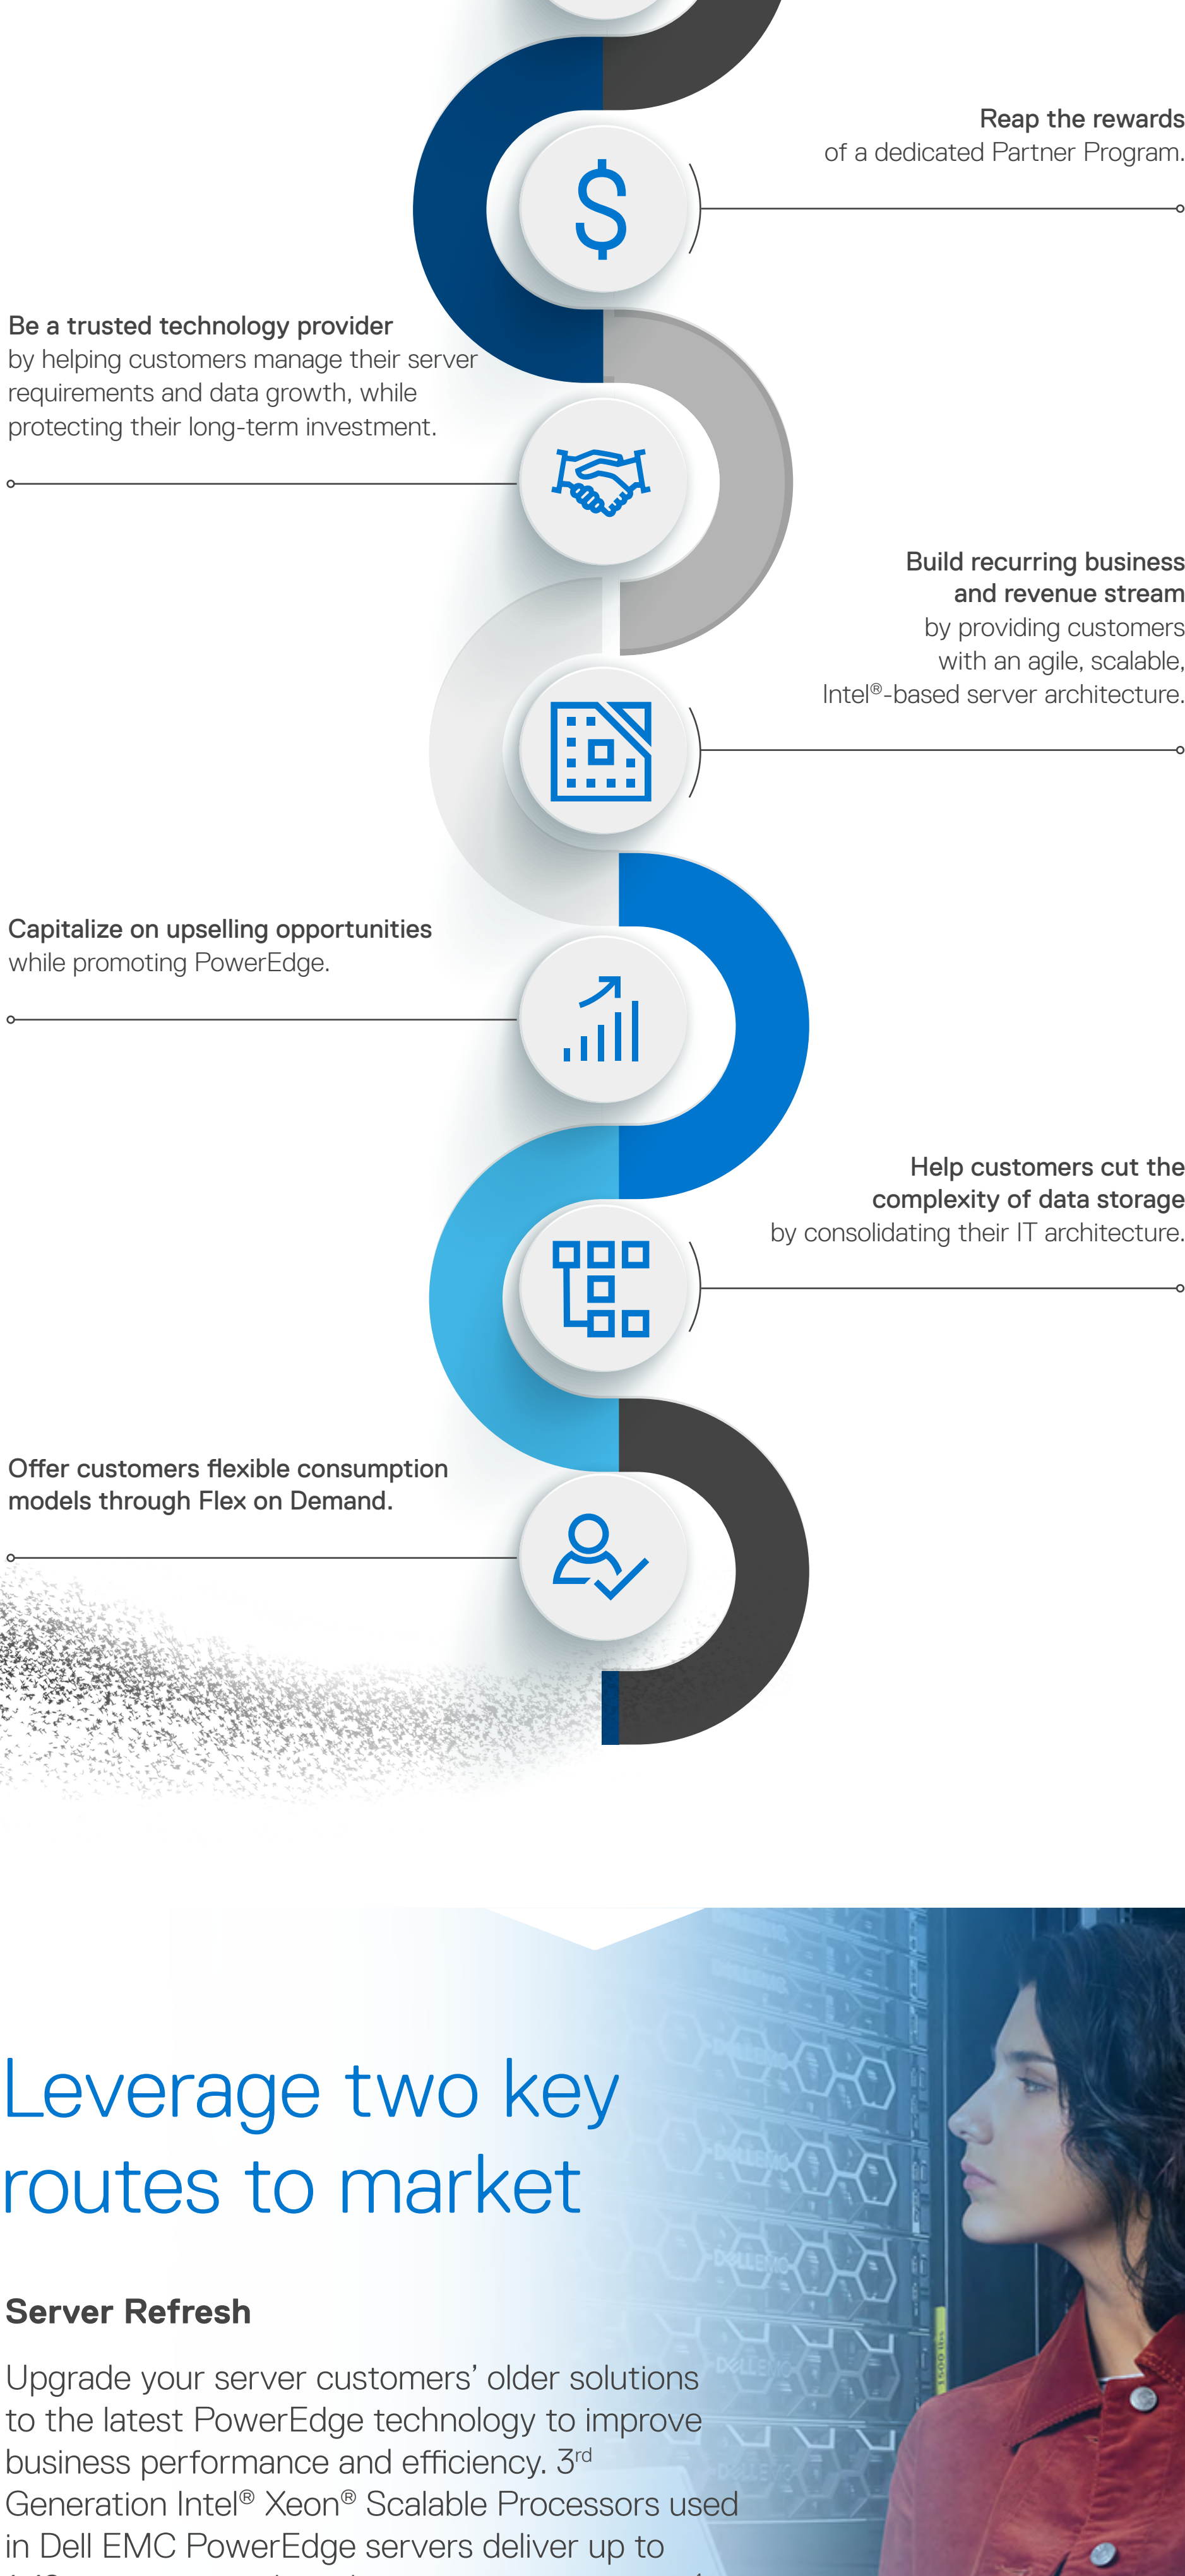 Reap the rewards
of a dedicated Partner Program.
Be a trusted technology provider
by helping customers manage their server
requirements and data growth, while
protecting their long-term investment.
Build recurring business
and revenue stream
by providing customers
with an agile, scalable,
Intel®-based server architecture.
Capitalize on upselling opportunities
while promoting PowerEdge.
Help customers cut the
complexity of data storage
by consolidating their IT architecture.
Offer customers flexible consumption
models through Flex on Demand.
Leverage two key
routes to market
Server Refresh
Upgrade your server customers’ older solutions
to the latest PowerEdge technology to improve
business performance and efficiency. 3rd
Generation Intel® Xeon® Scalable Processors used
in Dell EMC PowerEdge servers deliver up to
DELLEMC
DELLEMC
DELLEMC
DELLEMC